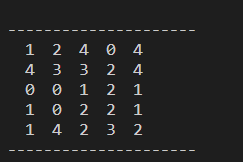 ---------------------
1 2 4 0 4
4 3 3 2 4
0 0 1 2 1
1 0 2 2 1
1 4 2 3 2
---------------------